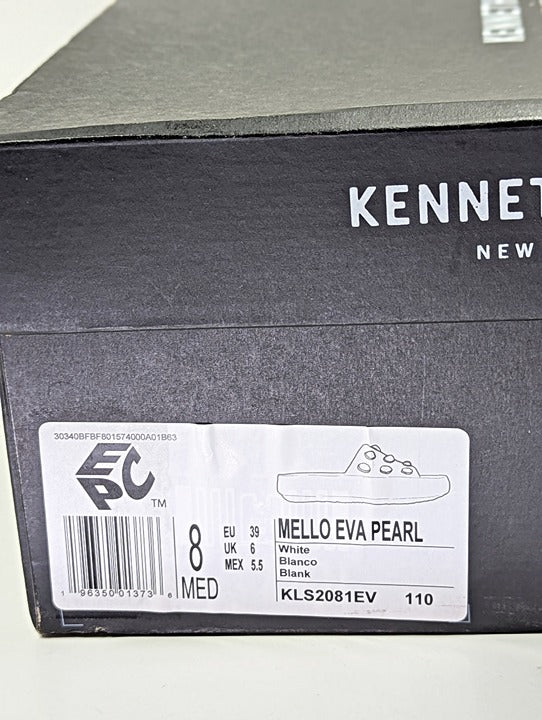 KENNET
NEW
30340BFBF801574000A01B63
EPC TM
8
MED
EU 39
UK 6
MEX 5.5
MELLO EVA PEARL
White
Blanco
Blank
KLS2081EV 110
1 96350 01373 6